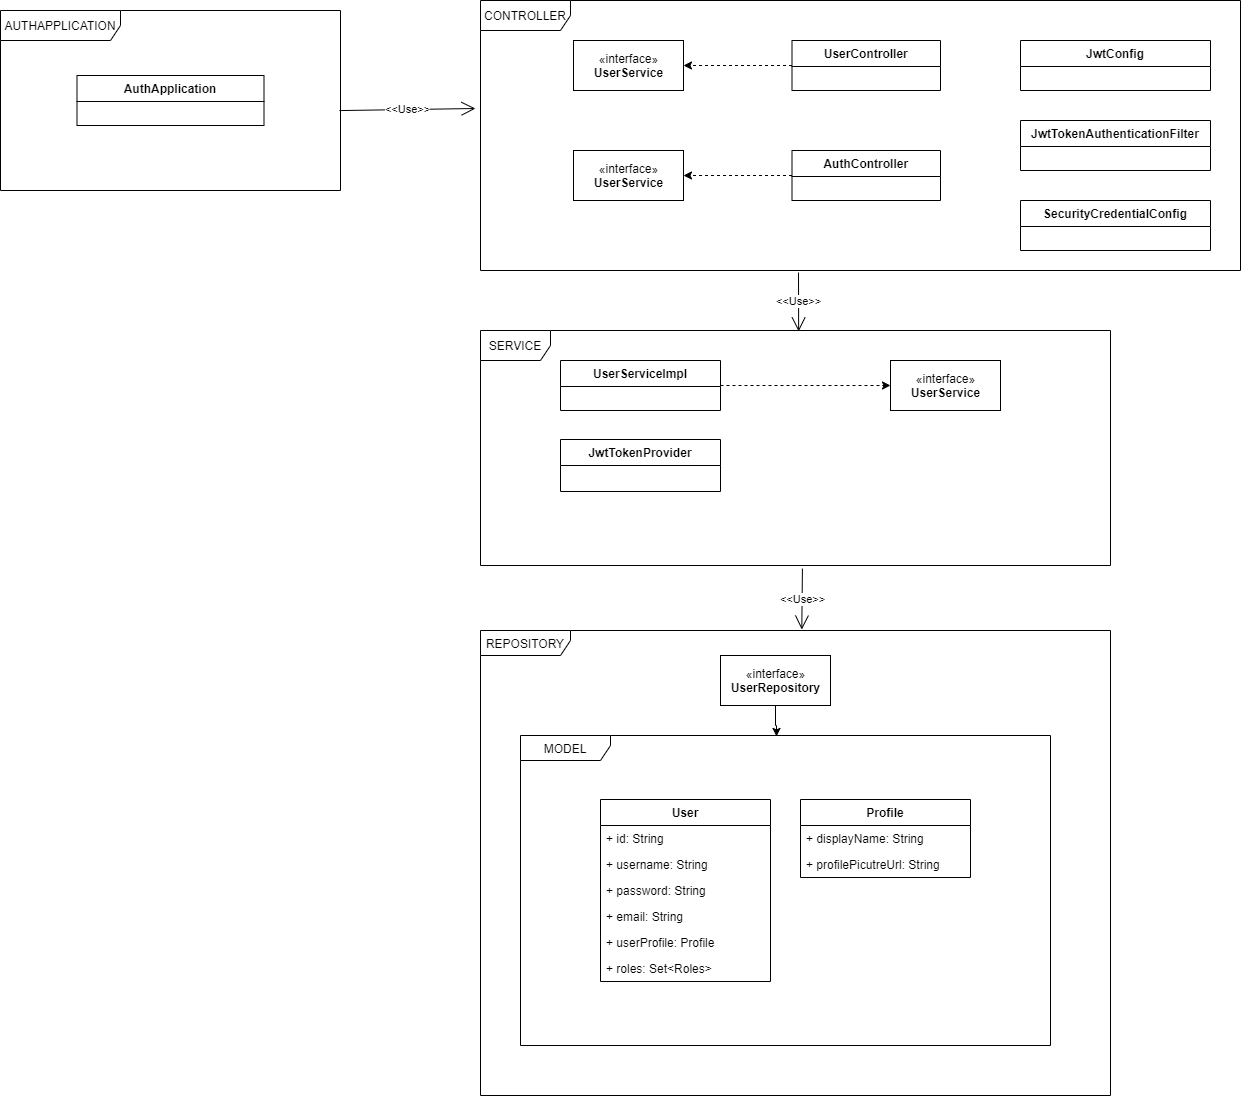 AUTHAPPLICATION
AuthApplication
<<Use>>
CONTROLLER
«interface»
UserService
UserController
JwtConfig
JwtTokenAuthenticationFilter
«interface»
UserService
AuthController
SecurityCredentialConfig
<<Use>>
SERVICE
UserServiceImpl
«interface»
UserService
JwtTokenProvider
<<Use>>
REPOSITORY
«interface»
UserRepository
MODEL
User
+ id: String
+ username: String
+ password: String
+ email: String
+ userProfile: Profile
+ roles: Set<Roles>
Profile
+ displayName: String
+ profilePicutreUrl: String